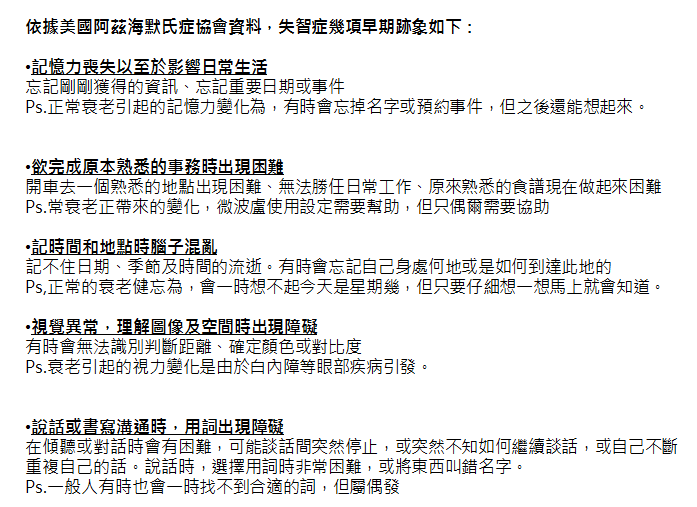 依據美國阿茲海默氏症協會資料，失智症幾項早期跡象如下：
•記憶力喪失以至於影響日常生活
忘記剛剛獲得的資訊、忘記重要日期或事件
Ps.正常衰老引起的記憶力變化為，有時會忘掉名字或預約事件，但之後還能想起來。
•欲完成原本熟悉的事務時出現困難
開車去一個熟悉的地點出現困難、無法勝任日常工作、原來熟悉的食譜現在做起來困難
Ps.常衰老正帶來的變化，微波盧使用設定需要幫助，但只偶爾需要協助
•記時間和地點時腦子混亂
記不住日期、季節及時間的流逝。有時會忘記自己身處何地或是如何到達此地的
Ps,正常的衰老健忘為，會一時想不起今天是星期幾，但只要仔細想一想馬上就會知道。
•視覺異常，理解圖像及空間時出現障礙
有時會無法識別判斷距離、確定顏色或對比度
Ps.衰老引起的視力變化是由於白內障等眼部疾病引發。
•說話或書寫溝通時，用詞出現障礙
在傾聽或對話時會有困難，可能談話間突然停止，或突然不知如何繼續談話，或自己不斷
重複自己的話。說話時，選擇用詞時非常困難，或將東西叫錯名字。
Ps.一般人有時也會一時找不到合適的詞，但屬偶發